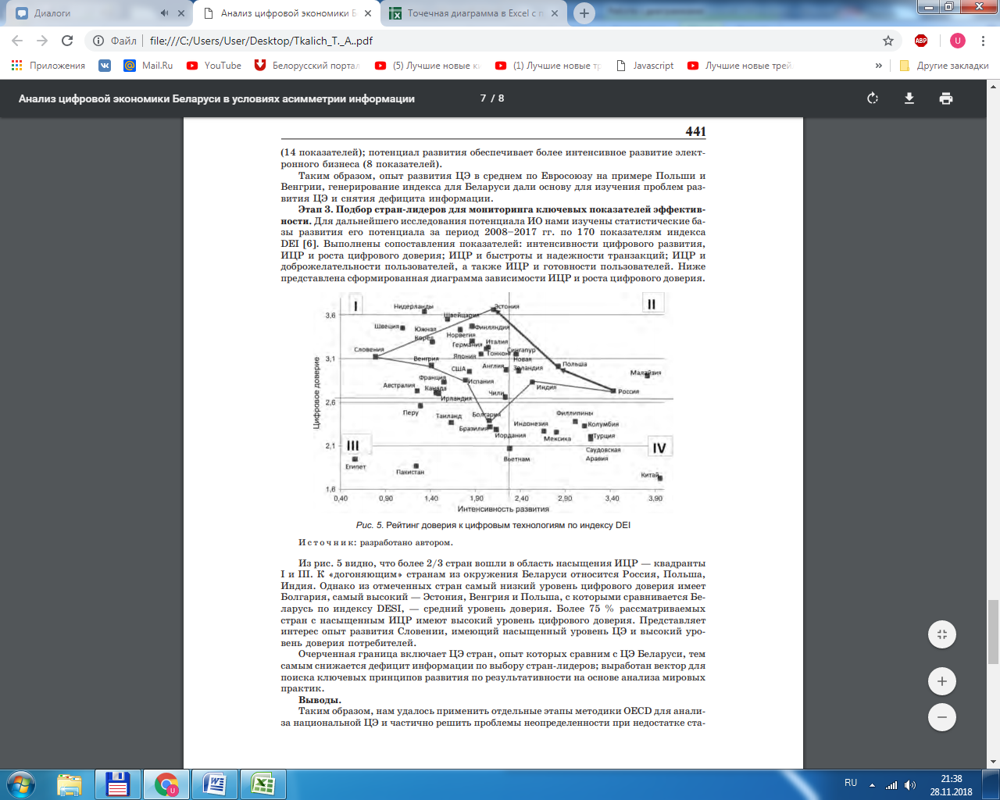 Диалоги
Анализ цифровой экономики Б
Точечная диаграмма в Excel с п
Файл
file:///C:/Users/User/Desktop/Tkalich_T._A..pdf
ABP
U
Приложения
Mail.Ru
YouTube
Белорусский портал
(5) Лучшие новые к
(1) Лучшие новые тр
Javascript
Лучшие новые трей
»
Другие закладки
Анализ цифровой экономики Беларуси в условиях асимметрии информации
7 / 8
441
(14 показателей); потенциал развития обеспечивает более интенсивное развитие элект-
ронного бизнеса (8 показателей).
Таким образом, опыт развития ЦЭ в среднем по Евросоюзу на примере Польши и
Венгрии, генерирование индекса для Беларуси дали основу для изучения проблем раз-
вития ЦЭ и снятия дефицита информации.
Этап 3. Подбор стран-лидеров для мониторинга ключевых показателей эффектив-
ности. Для дальнейшего исследования потенциала ИО нами изучены статистические ба-
зы развития его потенциала за период 2008–2017 гг. по 170 показателям индекса
DEI [6]. Выполнены сопоставления показателей: интенсивности цифрового развития,
ИЦР и роста цифрового доверия; ИЦР и быстроты и надежности транзакций; ИЦР и
доброжелательности пользователей, а также ИЦР и готовности пользователей. Ниже
представлена сформированная диаграмма зависимости ИЦР и роста цифрового доверия.
I
II
III
IV
3,6
3,1
2,6
2,1
1,6
Цифровое доверие
Нидерланды
Эстония
Швейцария
Швеция
Южная
Корея
Норвегия
Финляндия
Германия
Италия
Словения
Япония
Гонконг
Сингапур
Венгрия
США
Англия
Новая
Зеландия
Польша
Малайзия
Франция
Испания
Австралия
Канада
Ирландия
Чили
Индия
Россия
Перу
Таиланд
Болгария
Филлипины
Бразилия
Иордания
Индонезия
Мексика
Колумбия
Турция
Саудовская
Аравия
Вьетнам
Египет
Пакистан
Китай
0,40 0,90 1,40 1,90 2,40 2,90 3,40 3,90
Интенсивность развития
Рис. 5. Рейтинг доверия к цифровым технологиям по индексу DEI
Источник: разработано автором.
Из рис. 5 видно, что более 2/3 стран вошли в область насыщения ИЦР — квадранты
I и III. К «догоняющим» странам из окружения Беларуси относится Россия, Польша,
Индия. Однако из отмеченных стран самый низкий уровень цифрового доверия имеет
Болгария, самый высокий — Эстония, Венгрия и Польша, с которыми сравнивается Бе-
ларусь по индексу DESI, — средний уровень доверия. Более 75 % рассматриваемых
стран с насыщенным ИЦР имеют высокий уровень цифрового доверия. Представляет
интерес опыт развития Словении, имеющий насыщенный уровень ЦЭ и высокий уро-
вень доверия потребителей.
Очерченная граница включает ЦЭ стран, опыт которых сравним с ЦЭ Беларуси, тем
самым снижается дефицит информации по выбору стран-лидеров; выработан вектор для
поиска ключевых принципов развития по результативности на основе анализа мировых
практик.
Выводы.
Таким образом, нам удалось применить отдельные этапы методики OECD для анали-
за национальной ЦЭ и частично решить проблемы неопределенности при недостатке ста-
RU
21:38
28.11.2018